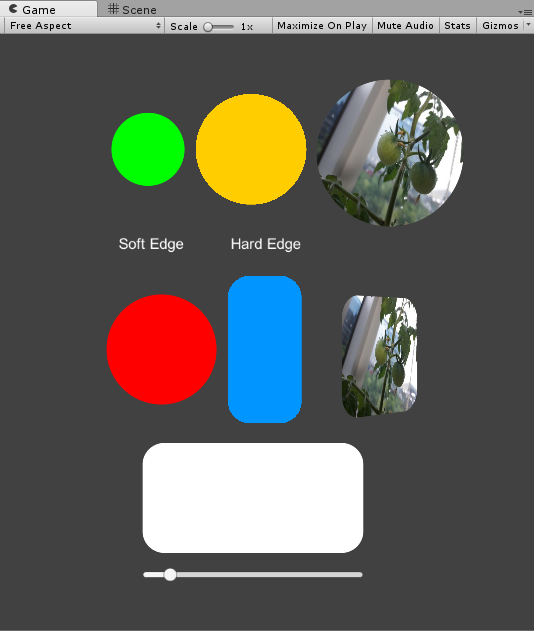 Game Scene
Free Aspect Scale 1x Maximize On Play Mute Audio Stats Gizmos
Soft Edge Hard Edge